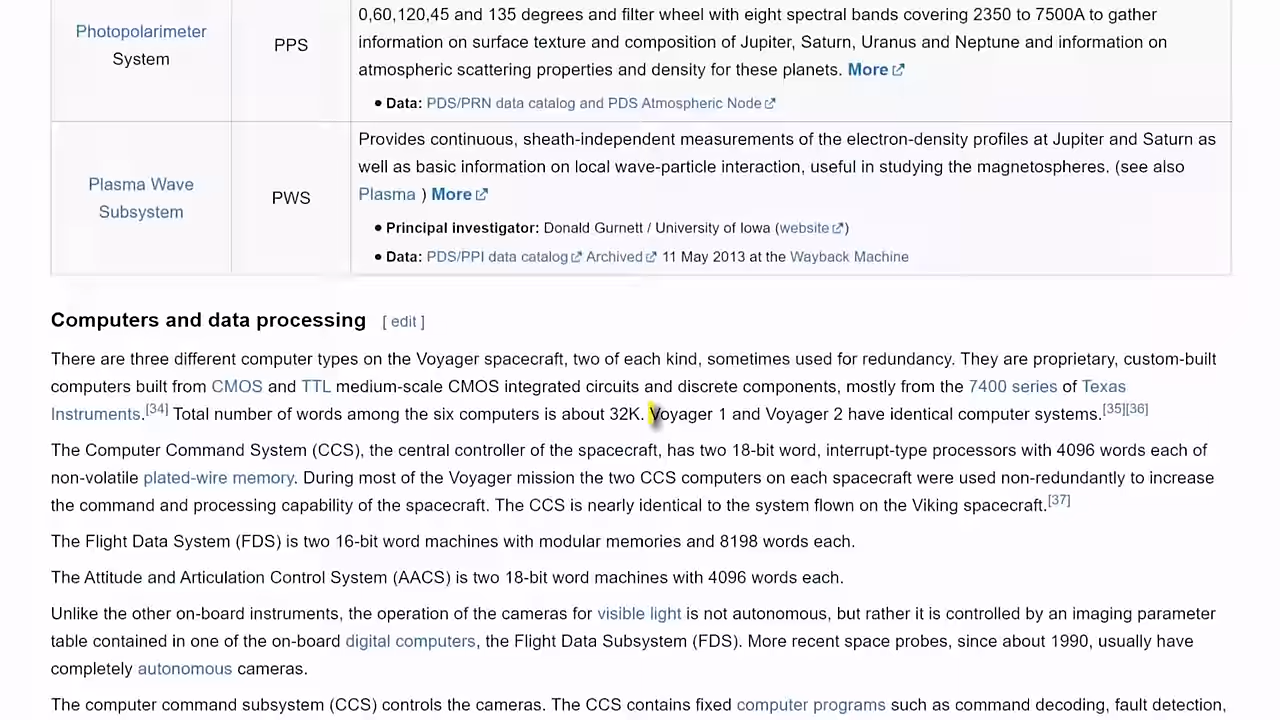 0,60,120,45 and 135 degrees and filter wheel with eight spectral bands covering 2350 to 7500A to gather
Photopolarimeter
System
PPS
information on surface texture and composition of Jupiter, Saturn, Uranus and Neptune and information on
atmospheric scattering properties and density for these planets. More
• Data: PDS/PRN data catalog and PDS Atmospheric Node
Plasma Wave
Subsystem
PWS
Provides continuous, sheath-independent measurements of the electron-density profiles at Jupiter and Saturn as
well as basic information on local wave-particle interaction, useful in studying the magnetospheres. (see also
Plasma ) More
• Principal investigator: Donald Gurnett / University of Iowa (website)
• Data: PDS/PPI data catalog Archived 11 May 2013 at the Wayback Machine
Computers and data processing [ edit ]
There are three different computer types on the Voyager spacecraft, two of each kind, sometimes used for redundancy. They are proprietary, custom-built
computers built from CMOS and TTL medium-scale CMOS integrated circuits and discrete components, mostly from the 7400 series of Texas
Instruments.[34] Total number of words among the six computers is about 32K. Voyager 1 and Voyager 2 have identical computer systems.[35][36]
The Computer Command System (CCS), the central controller of the spacecraft, has two 18-bit word, interrupt-type processors with 4096 words each of
non-volatile plated-wire memory. During most of the Voyager mission the two CCS computers on each spacecraft were used non-redundantly to increase
the command and processing capability of the spacecraft. The CCS is nearly identical to the system flown on the Viking spacecraft.[37]
The Flight Data System (FDS) is two 16-bit word machines with modular memories and 8198 words each.
The Attitude and Articulation Control System (AACS) is two 18-bit word machines with 4096 words each.
Unlike the other on-board instruments, the operation of the cameras for visible light is not autonomous, but rather it is controlled by an imaging parameter
table contained in one of the on-board digital computers, the Flight Data Subsystem (FDS). More recent space probes, since about 1990, usually have
completely autonomous cameras.
The computer command subsystem (CCS) controls the cameras. The CCS contains fixed computer programs such as command decoding, fault detection,